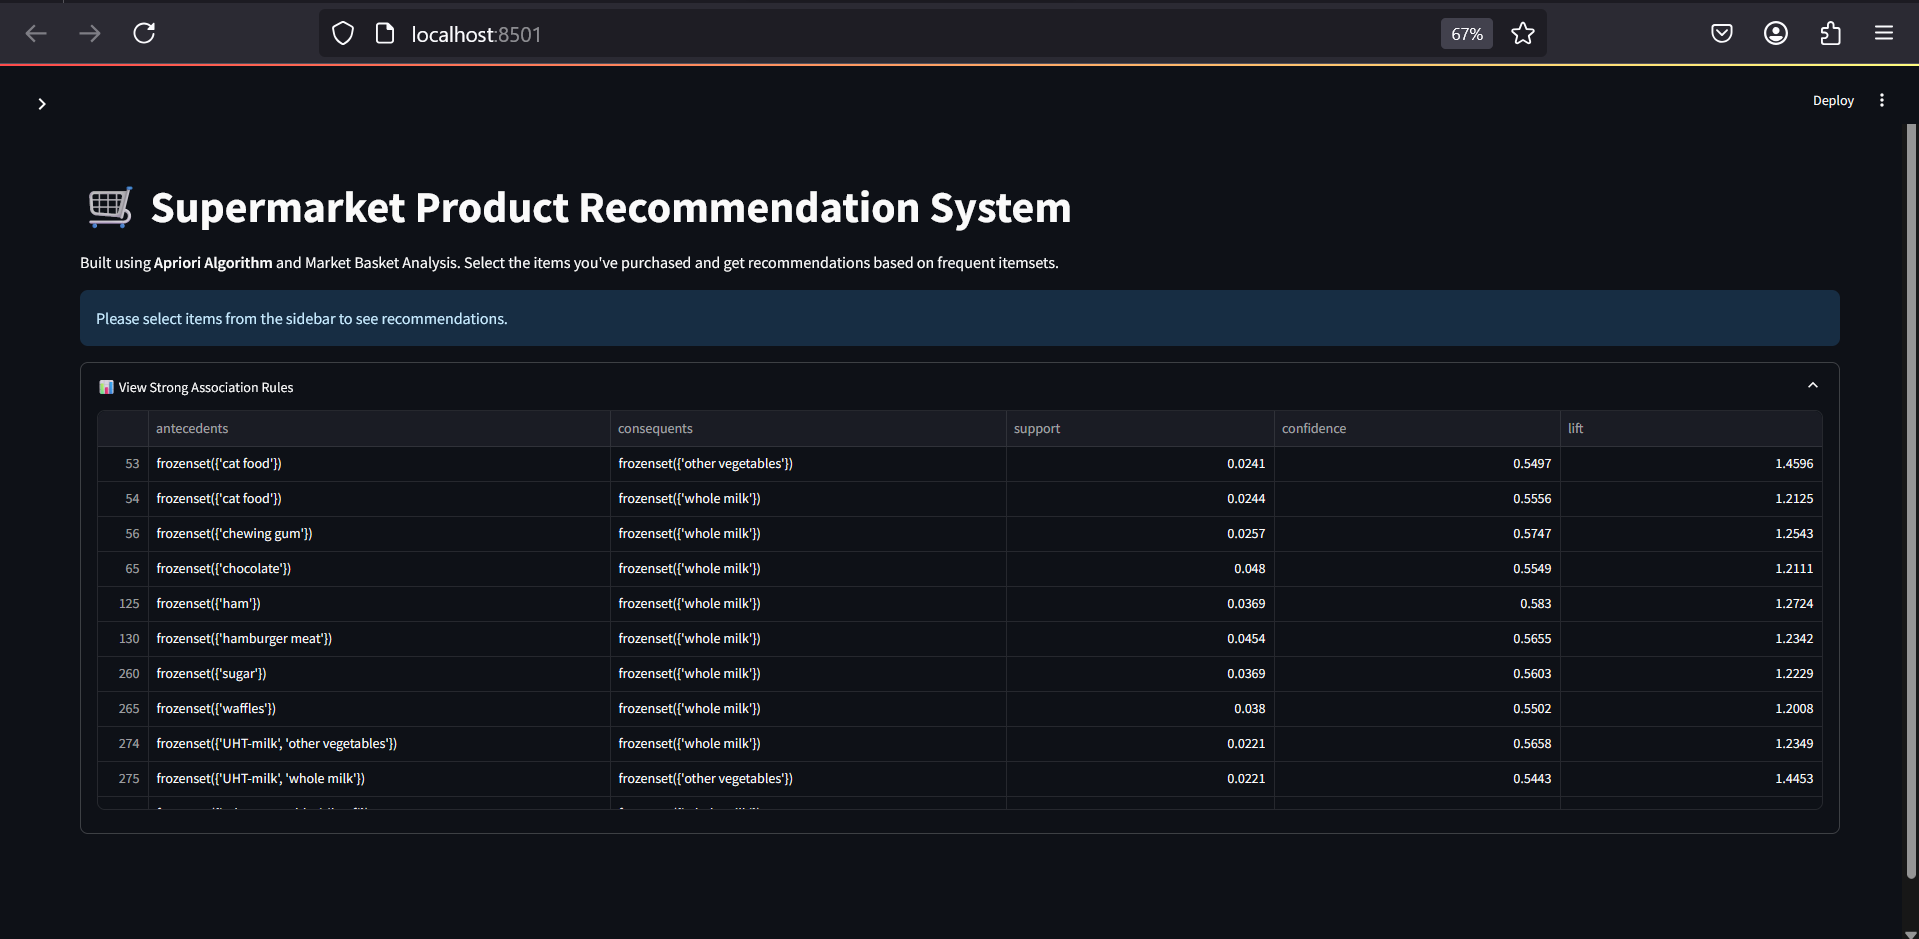 localhost:8501
67%
Deploy
Supermarket Product Recommendation System
Built using Apriori Algorithm and Market Basket Analysis. Select the items you've purchased and get recommendations based on frequent itemsets.
Please select items from the sidebar to see recommendations.
View Strong Association Rules
antecedents consequents support confidence lift
53 frozenset({'cat food'}) frozenset({'other vegetables'}) 0.0241 0.5497 1.4596
54 frozenset({'cat food'}) frozenset({'whole milk'}) 0.0244 0.5556 1.2125
56 frozenset({'chewing gum'}) frozenset({'whole milk'}) 0.0257 0.5747 1.2543
65 frozenset({'chocolate'}) frozenset({'whole milk'}) 0.048 0.5549 1.2111
125 frozenset({'ham'}) frozenset({'whole milk'}) 0.0369 0.583 1.2724
130 frozenset({'hamburger meat'}) frozenset({'whole milk'}) 0.0454 0.5655 1.2342
260 frozenset({'sugar'}) frozenset({'whole milk'}) 0.0369 0.5603 1.2229
265 frozenset({'waffles'}) frozenset({'whole milk'}) 0.038 0.5502 1.2008
274 frozenset({'UHT-milk', 'other vegetables'}) frozenset({'whole milk'}) 0.0221 0.5658 1.2349
275 frozenset({'UHT-milk', 'whole milk'}) frozenset({'other vegetables'}) 0.0221 0.5443 1.4453